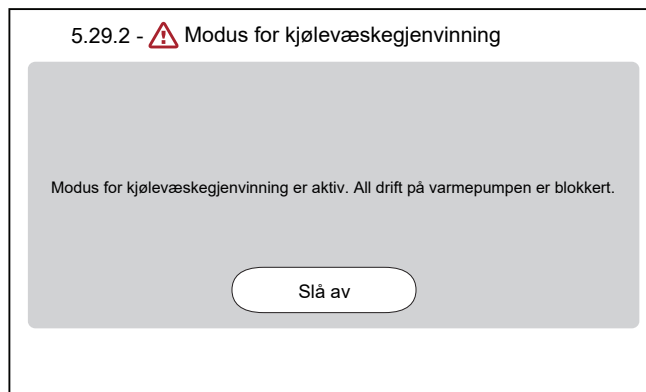 5.29.2 - Modus for kjølevæskegjenvinning
Modus for kjølevæskegjenvinning er aktiv. All drift på varmepumpen er blokkert.
Slå av